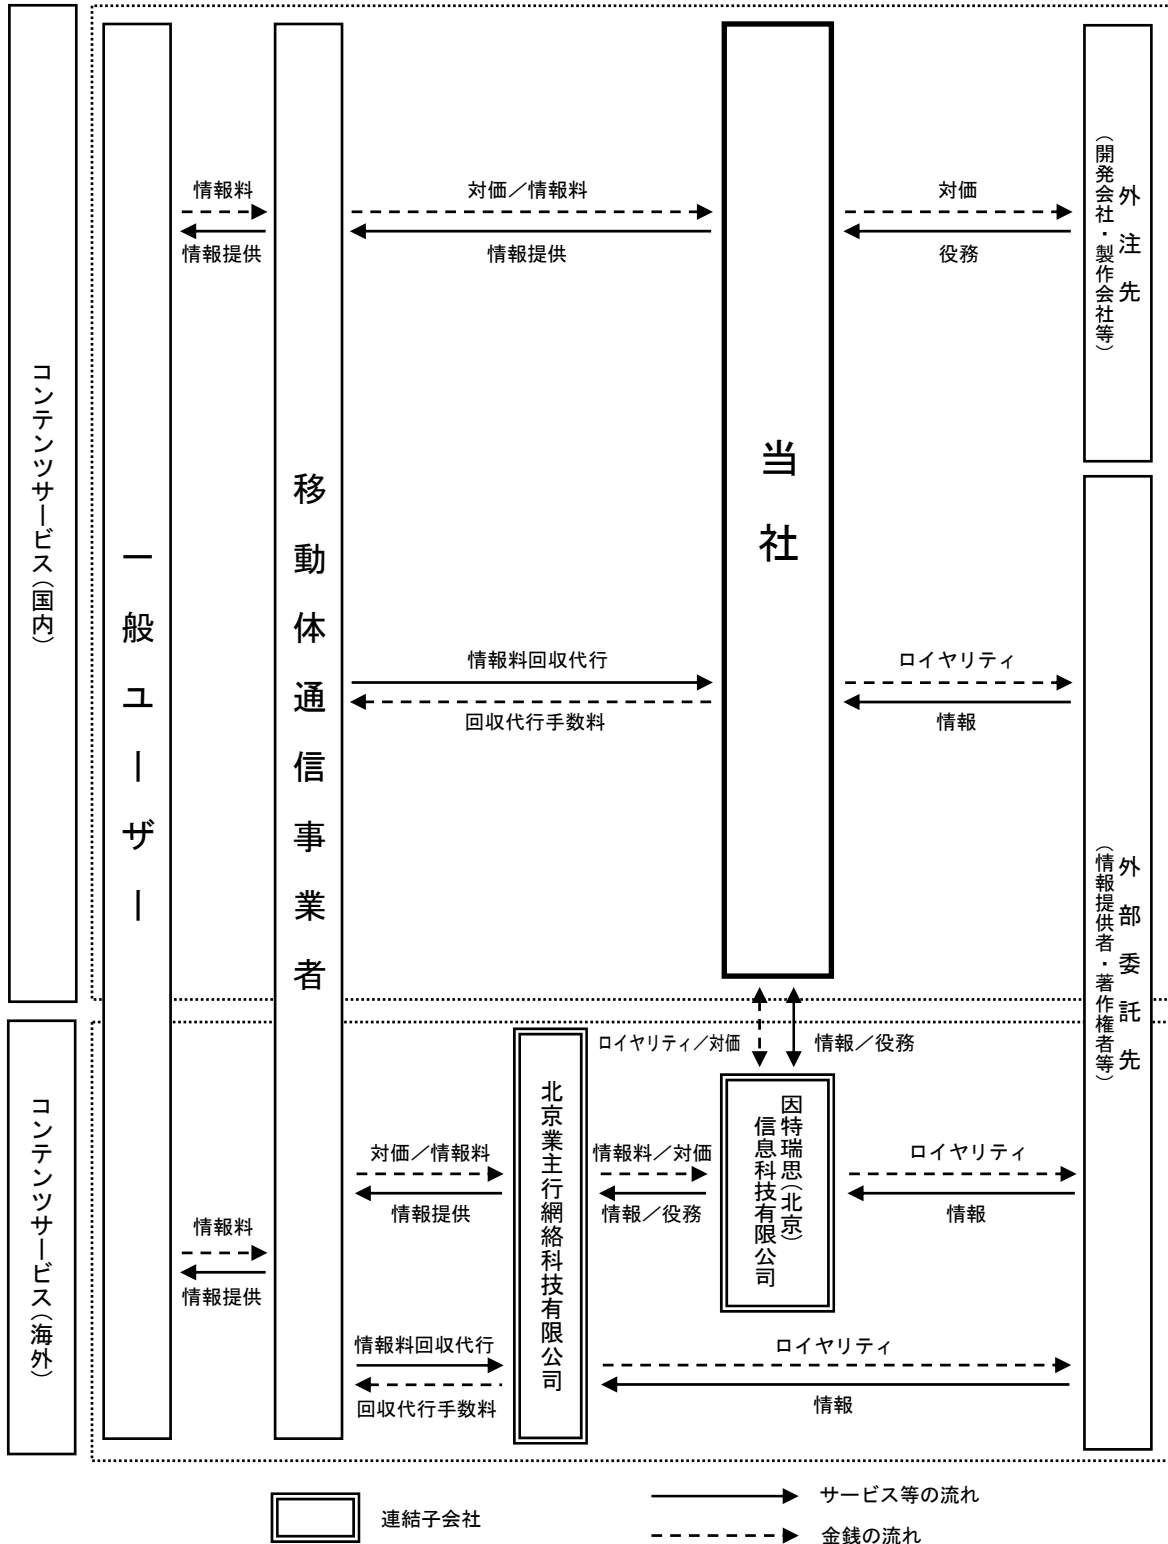 コンテンツサービス(国内)
一般ユーザー
移動体通信事業者
当社
外注先
(開発会社・製作会社等)
情報料
情報提供
対価／情報料
情報提供
対価
役務
情報料回収代行
回収代行手数料
ロイヤリティ
情報
外部委託先
(情報提供者・著作権者等)
コンテンツサービス(海外)
ロイヤリティ／対価
情報／役務
北京業主行網絡科技有限公司
因特瑞思(北京)
信息科技有限公司
対価／情報料
情報提供
情報料／対価
情報／役務
ロイヤリティ
情報
情報料
情報提供
情報料回収代行
回収代行手数料
ロイヤリティ
情報
連結子会社
サービス等の流れ
金銭の流れ